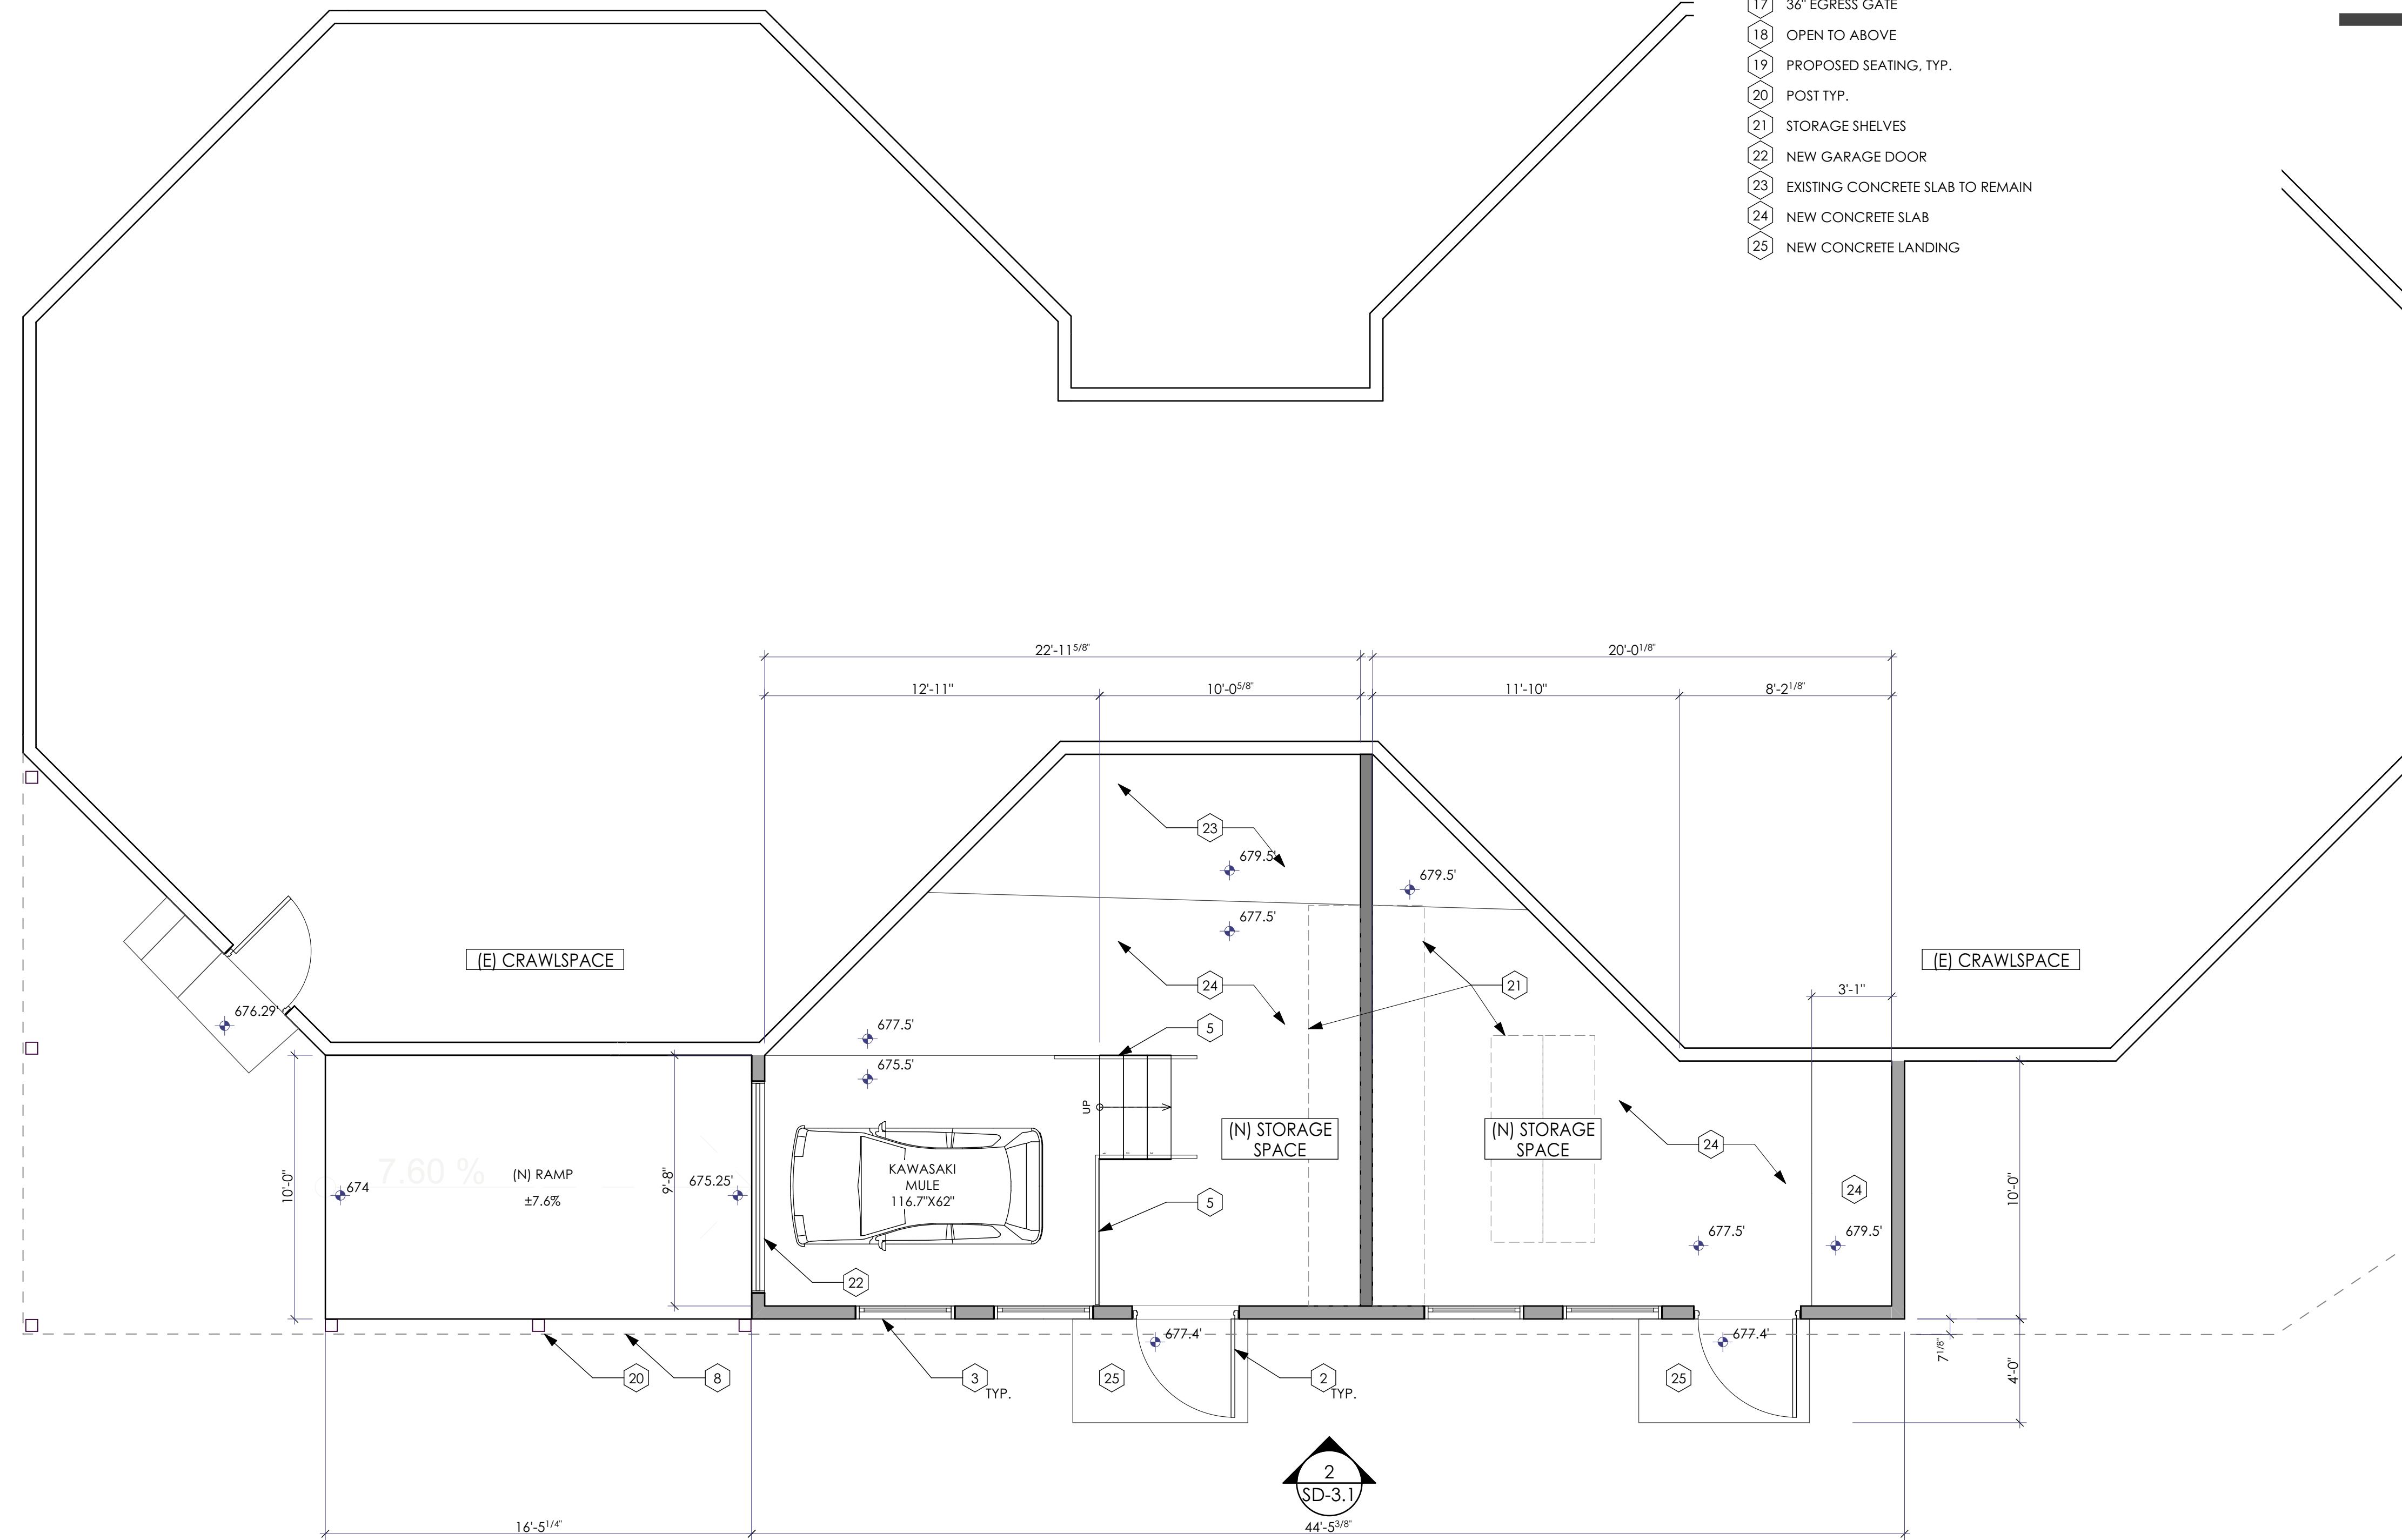 17 36" EGRESS GATE
18 OPEN TO ABOVE
19 PROPOSED SEATING, TYP.
20 POST TYP.
21 STORAGE SHELVES
22 NEW GARAGE DOOR
23 EXISTING CONCRETE SLAB TO REMAIN
24 NEW CONCRETE SLAB
25 NEW CONCRETE LANDING
22'-11 5/8" 20'-0 1/8"
12'-11" 10'-0 5/8" 11'-10" 8'-2 1/8"
23
679.5'
679.5'
677.5'
(E) CRAWLSPACE
(E) CRAWLSPACE
24
21
3'-1"
676.29'
677.5'
5
675.5'
UP
(N) STORAGE
SPACE
(N) STORAGE
SPACE
24
7.60 %
(N) RAMP
±7.6%
10'-0"
674
9'-8"
675.25'
KAWASAKI
MULE
116.7"X62"
5
24
10'-0"
677.5'
679.5'
22
677.4'
677.4'
7 1/8"
20
8
3
TYP.
25
2
TYP.
25
4'-0"
2
SD-3.1
16'-5 1/4"
44'-5 3/8"